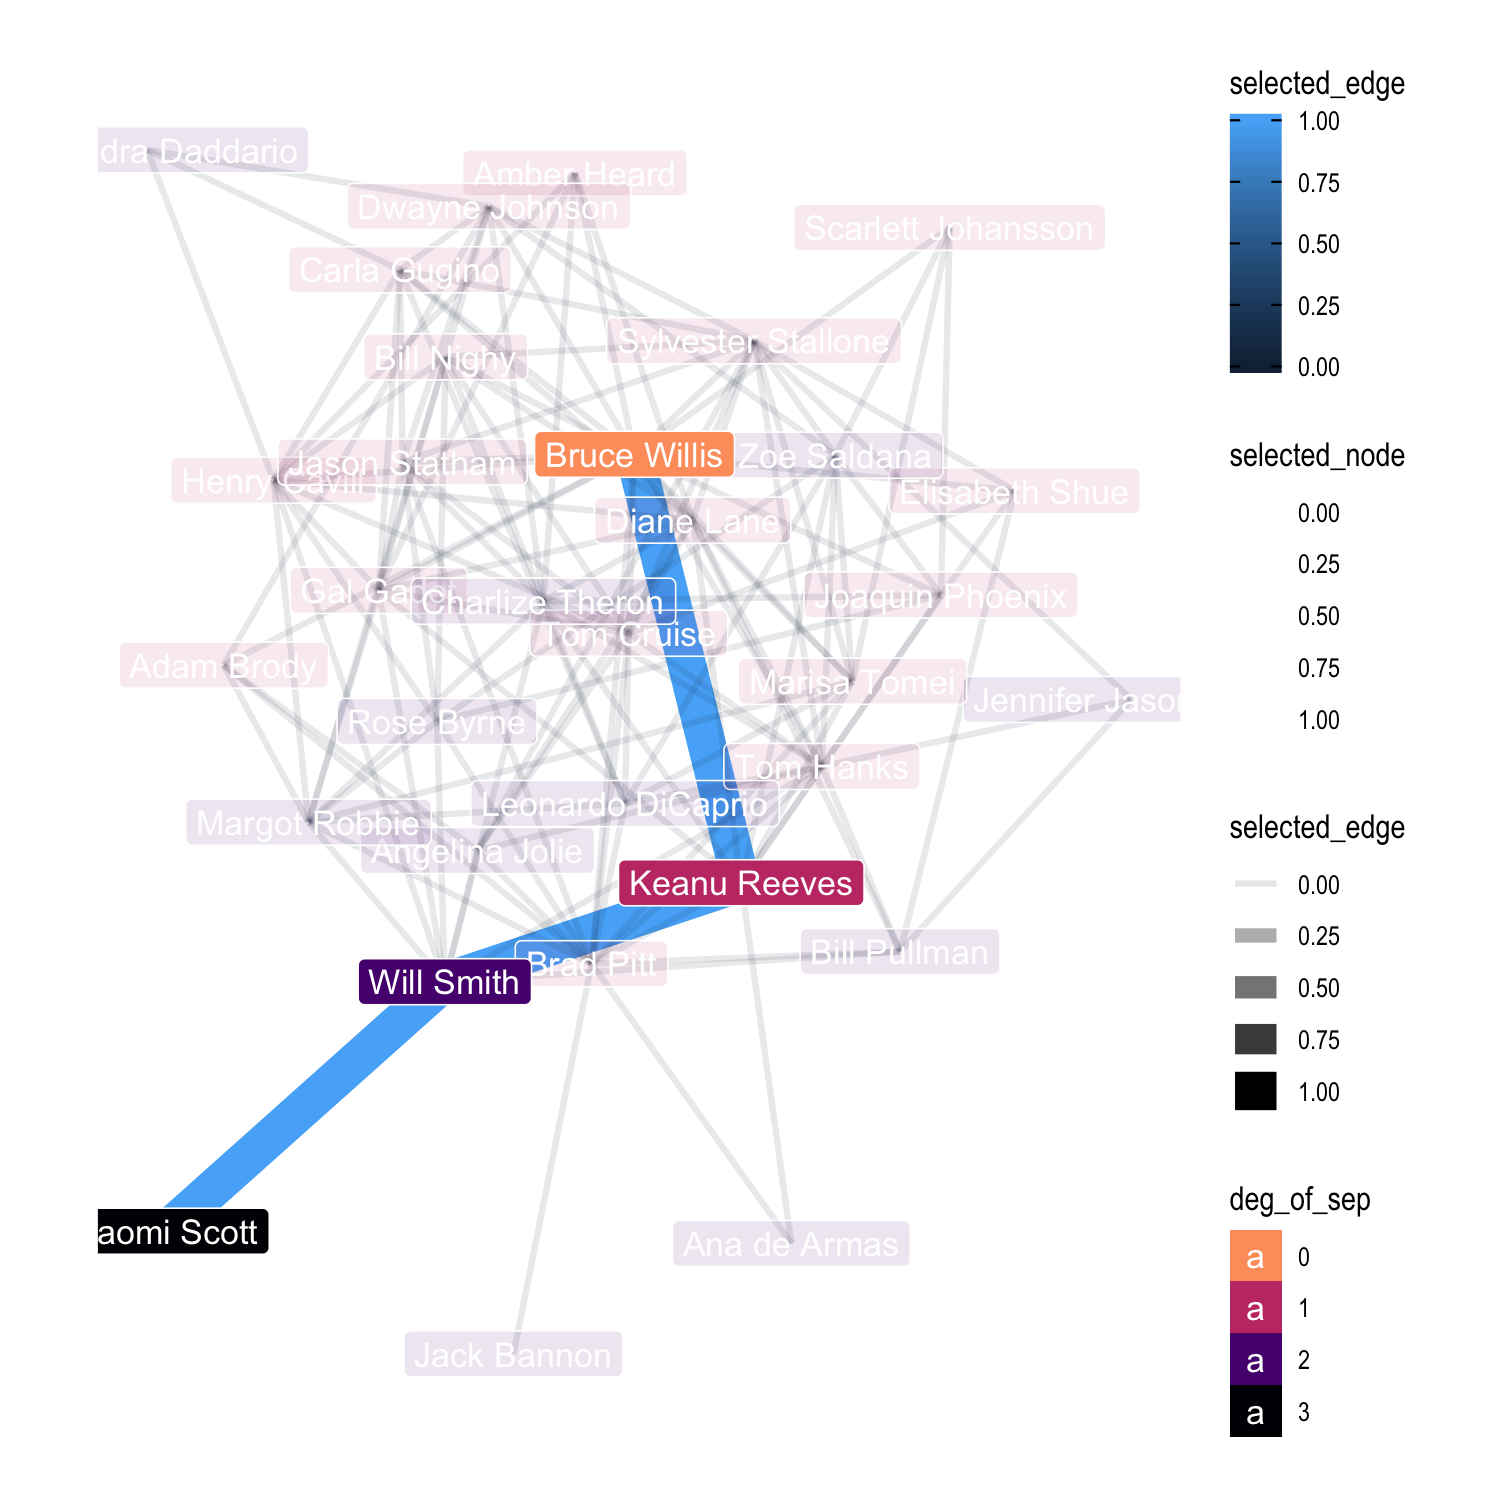 dra Daddario
Amber Heard
Dwayne Johnson
Scarlett Johansson
Carla Gugino
Sylvester Stallone
Bill Nighy
Bruce Willis
Zoe Saldana
Jason Statham
Henry Cavill
Elisabeth Shue
Diane Lane
Gal Gadot
Charlize Theron
Joaquin Phoenix
Tom Cruise
Adam Brody
Marisa Tomei
Jennifer Jason
Rose Byrne
Tom Hanks
Leonardo DiCaprio
Margot Robbie
Angelina Jolie
Keanu Reeves
Bill Pullman
Brad Pitt
Will Smith
aomi Scott
Ana de Armas
Jack Bannon
selected_edge
1.00
0.75
0.50
0.25
0.00
selected_node
0.00
0.25
0.50
0.75
1.00
selected_edge
0.00
0.25
0.50
0.75
1.00
deg_of_sep
a 0
a 1
a 2
a 3